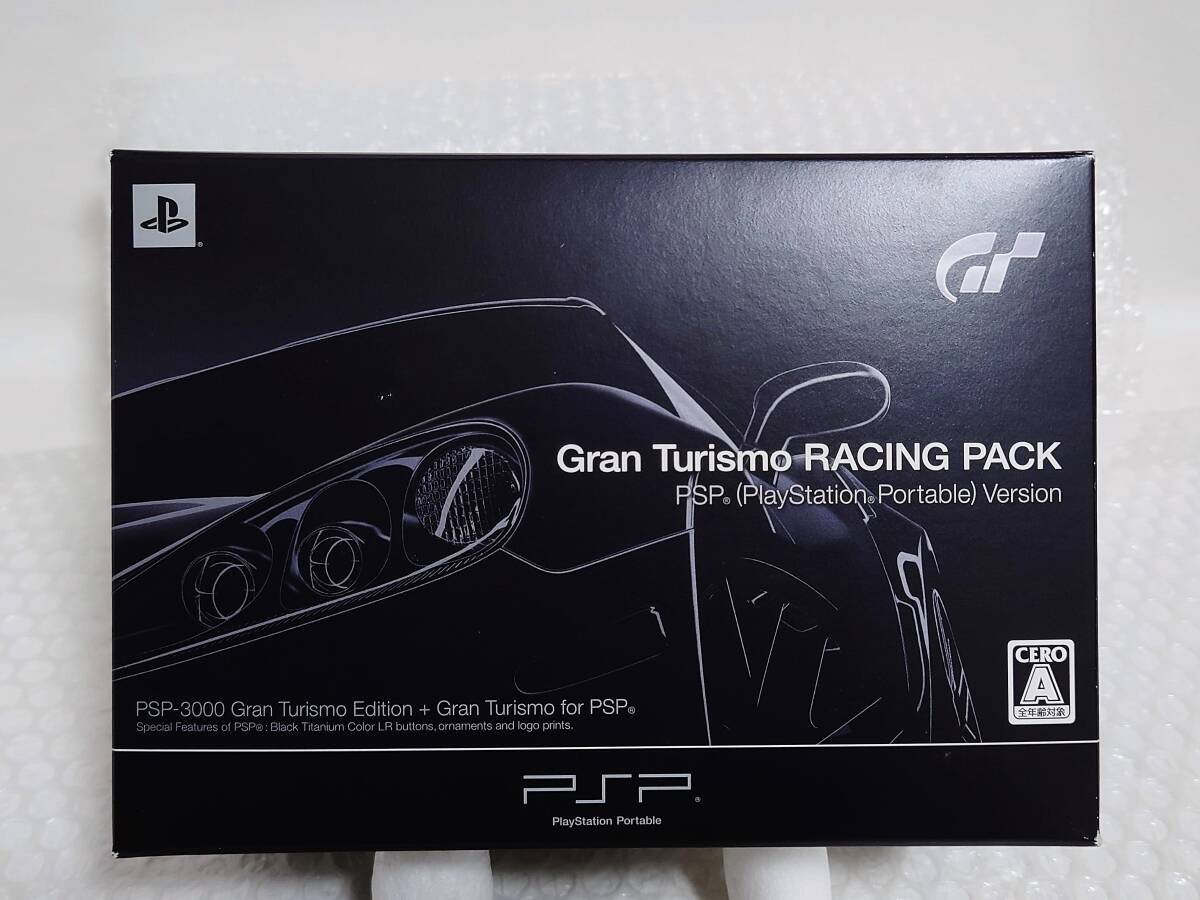 GT
Gran Turismo RACING PACK
PSP® (PlayStation®Portable) Version
CERO
A
全年齢対象
PSP-3000 Gran Turismo Edition + Gran Turismo for PSP®
Special Features of PSP® : Black Titanium Color LR buttons, ornaments and logo prints.
PSP®
PlayStation Portable